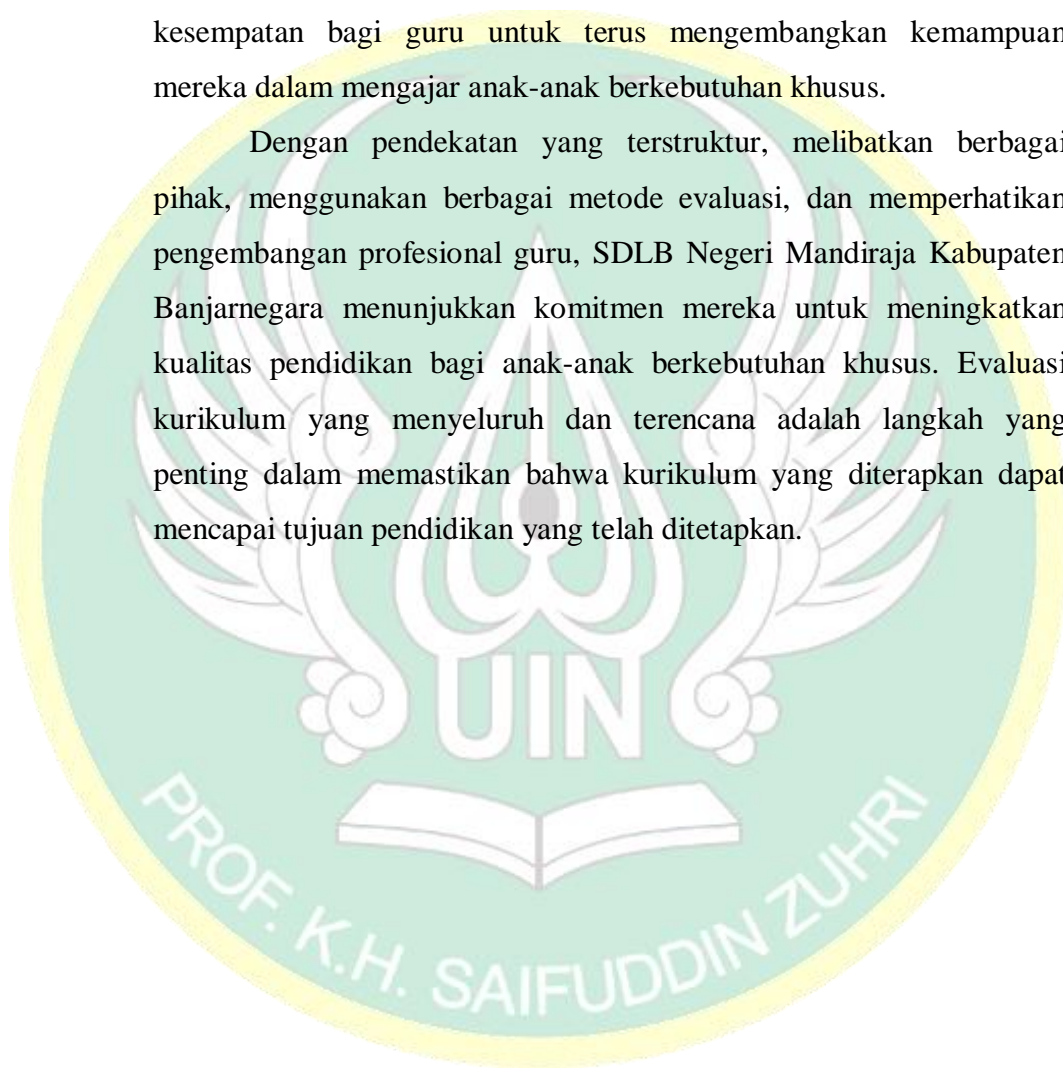 kesempatan bagi guru untuk terus mengembangkan kemampuan
mereka dalam mengajar anak-anak berkebutuhan khusus.
Dengan pendekatan yang terstruktur, melibatkan berbagai
pihak, menggunakan berbagai metode evaluasi, dan memperhatikan
pengembangan profesional guru, SDLB Negeri Mandiraja Kabupaten
Banjarnegara menunjukkan komitmen mereka untuk meningkatkan
kualitas pendidikan bagi anak-anak berkebutuhan khusus. Evaluasi
kurikulum yang menyeluruh dan terencana adalah langkah yang
penting dalam memastikan bahwa kurikulum yang diterapkan dapat
mencapai tujuan pendidikan yang telah ditetapkan.
UIN
PROF. K.H. SAIFUDDIN ZUHRI